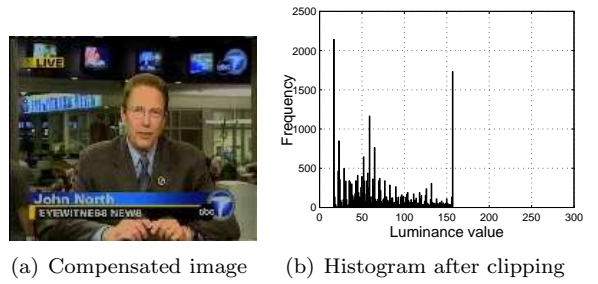 LIVE
John North
EYEWITNESS NEWS
abc
7
2500
2000
1500
1000
500
0
Frequency
0 50 100 150 200 250 300
Luminance value
(a) Compensated image
(b) Histogram after clipping